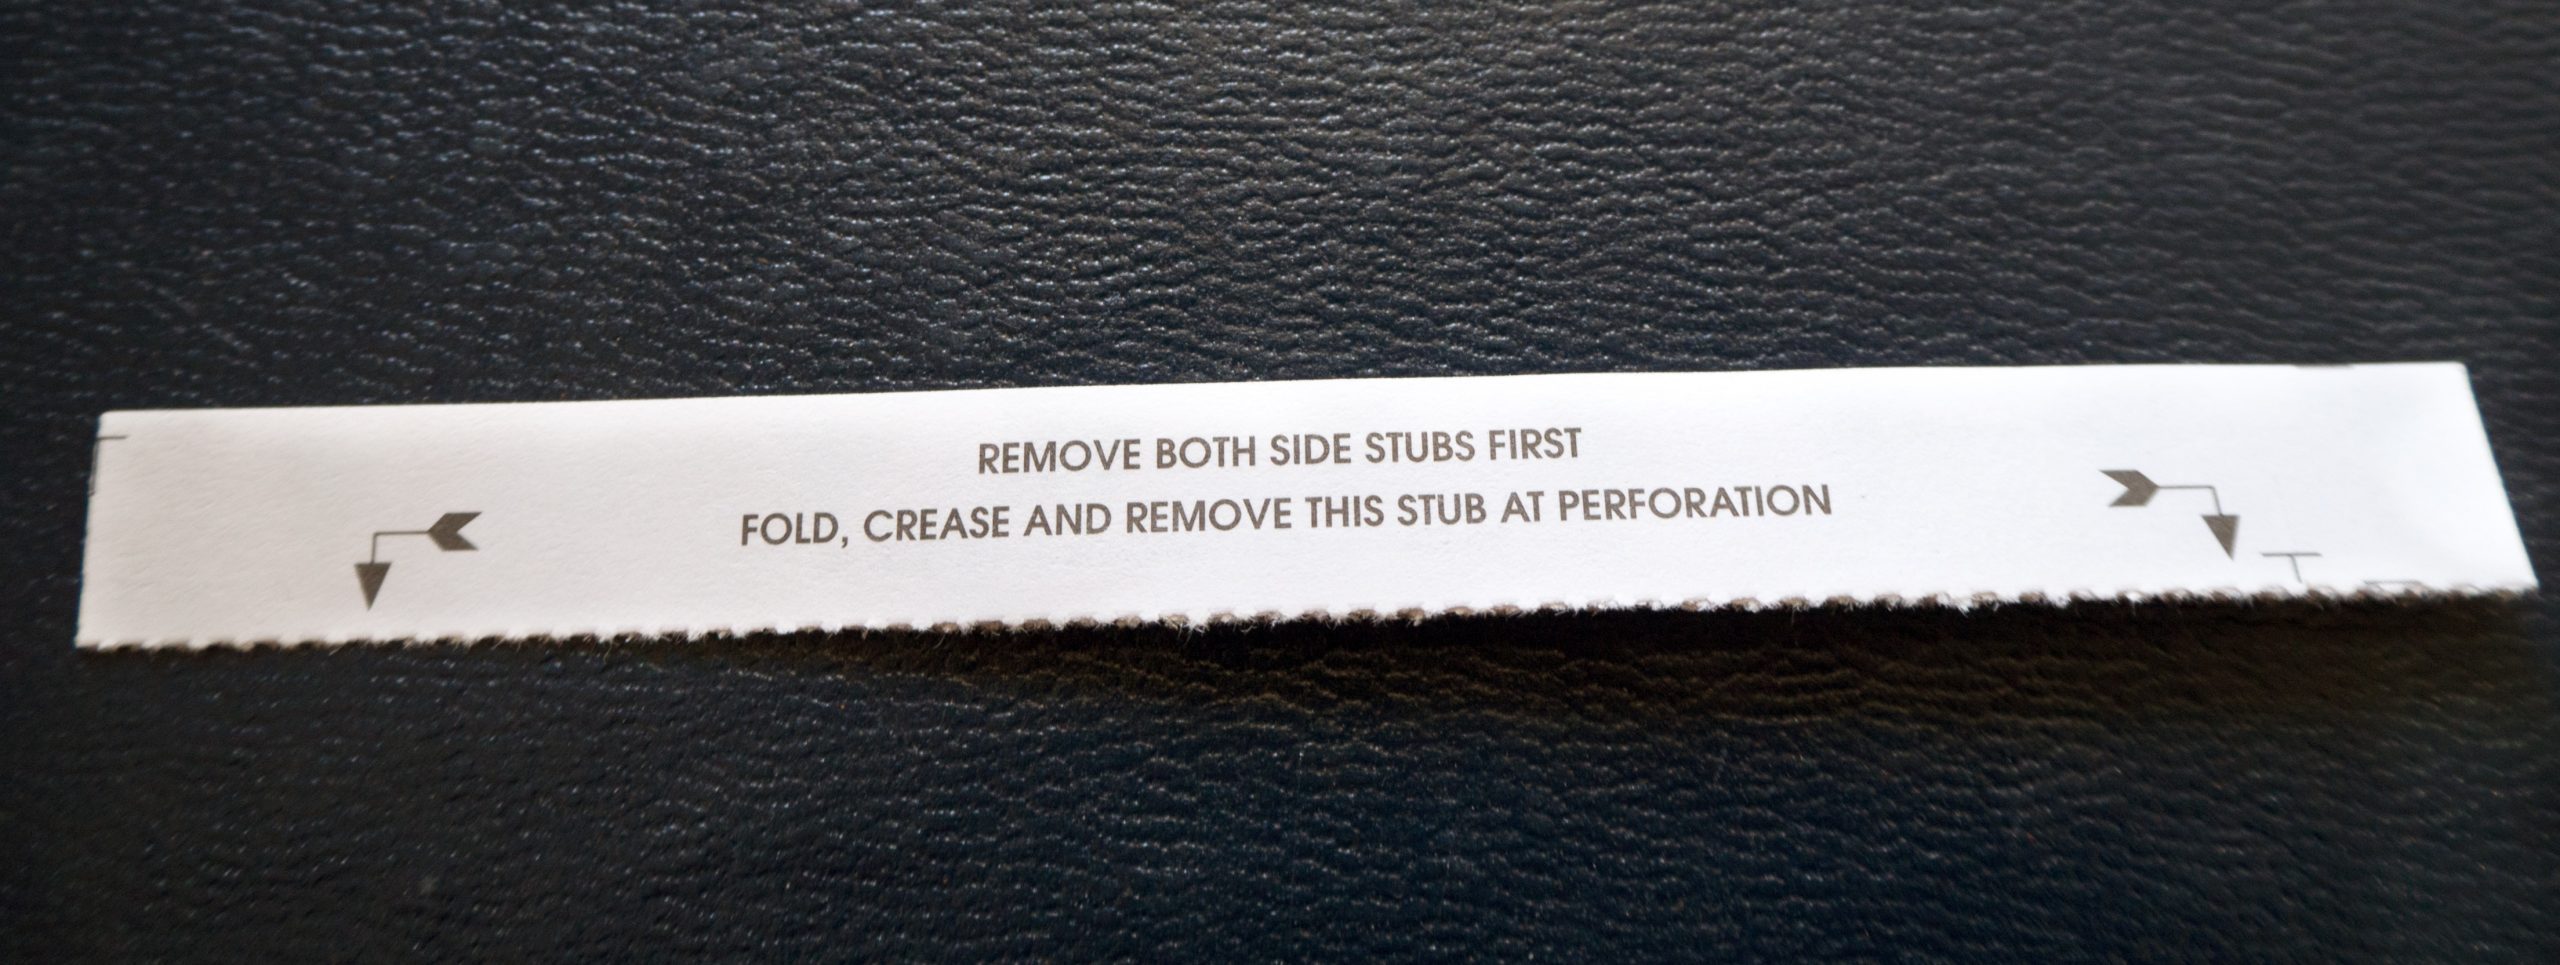 REMOVE BOTH SIDE STUBS FIRST
FOLD, CREASE AND REMOVE THIS STUB AT PERFORATION